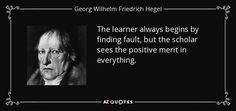 Georg Wilhelm Friedrich Hegel
The learner always begins by
finding fault, but the scholar
sees the positive merit in
everything.
AZ QUOTES